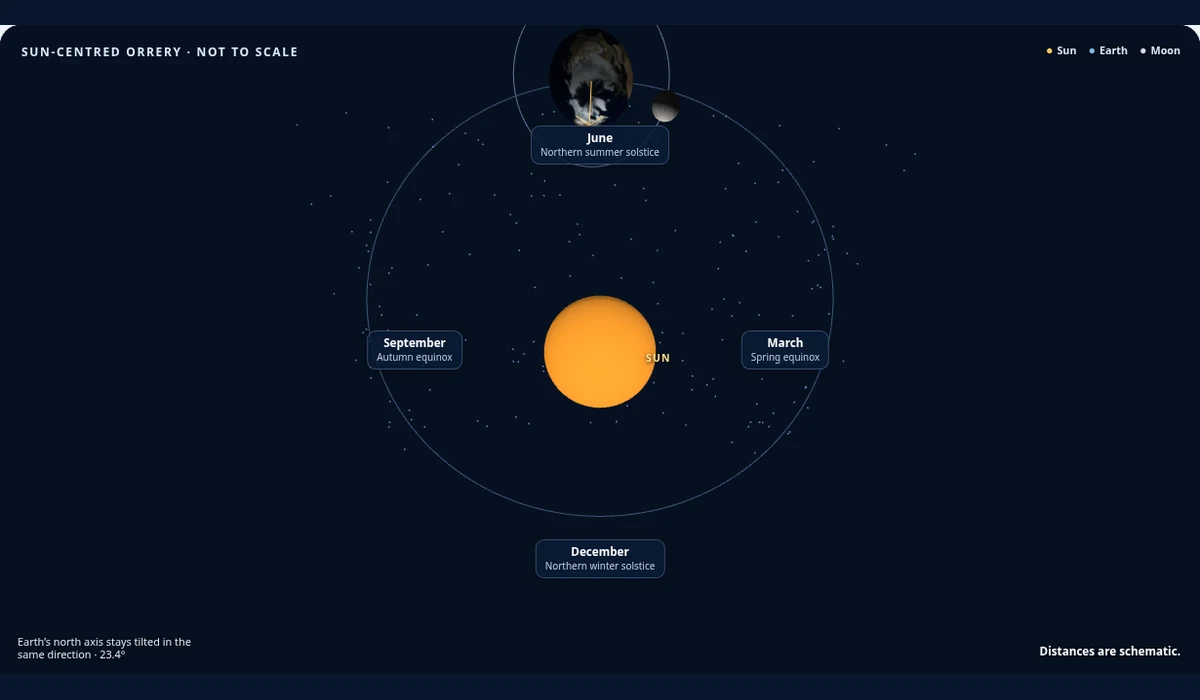 SUN-CENTRED ORRERY · NOT TO SCALE
Sun
Earth
Moon
June
Northern summer solstice
September
Autumn equinox
March
Spring equinox
SUN
December
Northern winter solstice
Earth's north axis stays tilted in the
same direction · 23.4°
Distances are schematic.